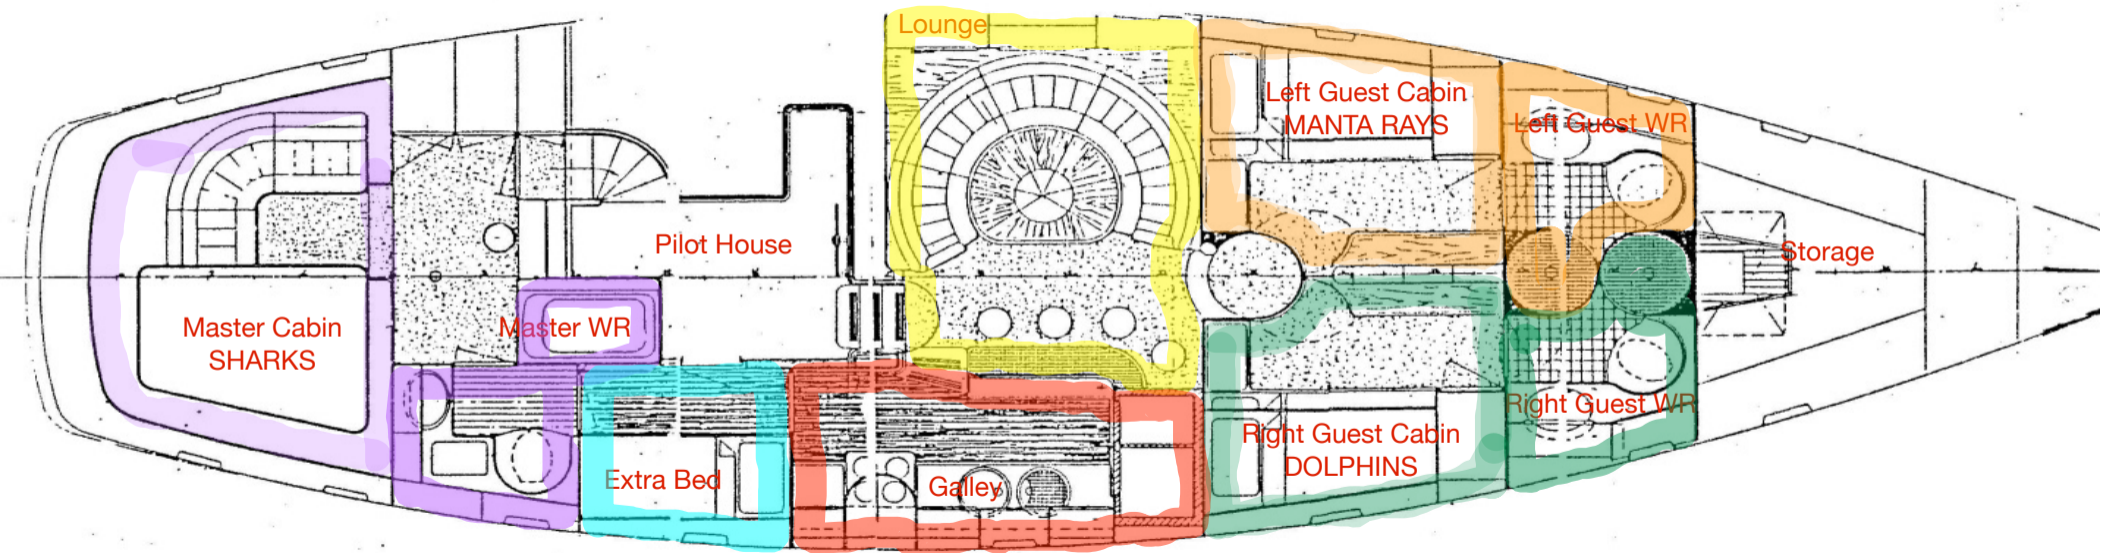 Lounge
Left Guest Cabin
MANTA RAYS
Left Guest WR
Pilot House
Storage
Master Cabin
SHARKS
Master WR
Extra Bed
Galley
Right Guest Cabin
DOLPHINS
Right Guest WR